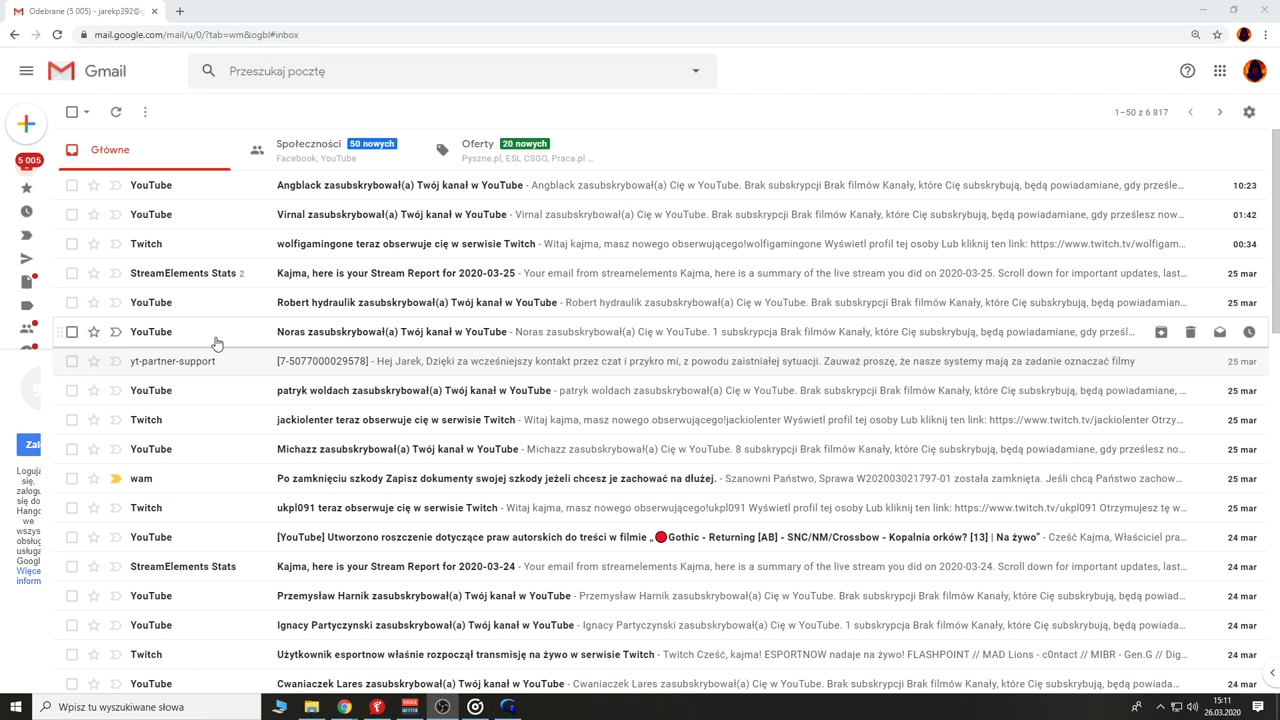 Odebrane (5 005) - jarekp392@g
mail.google.com/mail/u/0/?tab=wm&ogbl#inbox
Gmail
Przeszukaj pocztę
1–50 z 6 817
Główne
Społeczności 50 nowych
Facebook, YouTube
Oferty 20 nowych
Pyszne.pl, ESL CSGO, Praca.pl …
5 005
YouTube Angblack zasubskrybował(a) Twój kanał w YouTube - Angblack zasubskrybował(a) Cię w YouTube. Brak subskrypcji Brak filmów Kanały, które Cię subskrybują, będą powiadamiane, gdy prześle… 10:23
YouTube Virnal zasubskrybował(a) Twój kanał w YouTube - Virnal zasubskrybował(a) Cię w YouTube. Brak subskrypcji Brak filmów Kanały, które Cię subskrybują, będą powiadamiane, gdy prześlesz now… 01:42
Twitch wolfigamingone teraz obserwuje cię w serwisie Twitch - Witaj kajma, masz nowego obserwującego!wolfigamingone Wyświetl profil tej osoby Lub kliknij ten link: https://www.twitch.tv/wolfigam… 00:34
StreamElements Stats 2 Kajma, here is your Stream Report for 2020-03-25 - Your email from streamelements Kajma, here is a summary of the live stream you did on 2020-03-25. Scroll down for important updates, last… 25 mar
YouTube Robert hydraulik zasubskrybował(a) Twój kanał w YouTube - Robert hydraulik zasubskrybował(a) Cię w YouTube. Brak subskrypcji Brak filmów Kanały, które Cię subskrybują, będą powiadamian… 25 mar
YouTube Noras zasubskrybował(a) Twój kanał w YouTube - Noras zasubskrybował(a) Cię w YouTube. 1 subskrypcja Brak filmów Kanały, które Cię subskrybują, będą powiadamiane, gdy prześl…
yt-partner-support [7-5077000029578] - Hej Jarek, Dzięki za wcześniejszy kontakt przez czat i przykro mi, z powodu zaistniałej sytuacji. Zauważ proszę, że nasze systemy mają za zadanie oznaczać filmy 25 mar
YouTube patryk woldach zasubskrybował(a) Twój kanał w YouTube - patryk woldach zasubskrybował(a) Cię w YouTube. Brak subskrypcji Brak filmów Kanały, które Cię subskrybują, będą powiadamiane, … 25 mar
Twitch jackiolenter teraz obserwuje cię w serwisie Twitch - Witaj kajma, masz nowego obserwującego!jackiolenter Wyświetl profil tej osoby Lub kliknij ten link: https://www.twitch.tv/jackiolenter Otrzy… 25 mar
YouTube Michazz zasubskrybował(a) Twój kanał w YouTube - Michazz zasubskrybował(a) Cię w YouTube. 8 subskrypcji Brak filmów Kanały, które Cię subskrybują, będą powiadamiane, gdy prześlesz… 25 mar
wam Po zamknięciu szkody Zapisz dokumenty swojej szkody jeżeli chcesz je zachować na dłużej. - Szanowni Państwo, Sprawa W202003021797-01 została zamknięta. Jeśli chcą Państwo zachow… 25 mar
Twitch ukpl091 teraz obserwuje cię w serwisie Twitch - Witaj kajma, masz nowego obserwującego!ukpl091 Wyświetl profil tej osoby Lub kliknij ten link: https://www.twitch.tv/ukpl091 Otrzymujesz tę w… 25 mar
YouTube [YouTube] Utworzono roszczenie dotyczące praw autorskich do treści w filmie „🔴Gothic - Returning [AB] - SNC/NM/Crossbow - Kopalnia orków? [13] | Na żywo” - Cześć Kajma, Właściciel pra… 24 mar
StreamElements Stats Kajma, here is your Stream Report for 2020-03-24 - Your email from streamelements Kajma, here is a summary of the live stream you did on 2020-03-24. Scroll down for important updates, last… 24 mar
YouTube Przemysław Harnik zasubskrybował(a) Twój kanał w YouTube - Przemysław Harnik zasubskrybował(a) Cię w YouTube. Brak subskrypcji Brak filmów Kanały, które Cię subskrybują, będą powiad… 24 mar
YouTube Ignacy Partyczynski zasubskrybował(a) Twój kanał w YouTube - Ignacy Partyczynski zasubskrybował(a) Cię w YouTube. 1 subskrypcja Brak filmów Kanały, które Cię subskrybują, będą powiada… 24 mar
Twitch Użytkownik esportnow właśnie rozpoczął transmisję na żywo w serwisie Twitch - Twitch Cześć, kajma! ESPORTNOW nadaje na żywo! FLASHPOINT // MAD Lions - c0ntact // MIBR - Gen.G // Dig… 24 mar
YouTube Cwaniaczek Lares zasubskrybował(a) Twój kanał w YouTube - Cwaniaczek Lares zasubskrybował(a) Cię w YouTube. Brak subskrypcji Brak filmów Kanały, które Cię subskrybują, będą powiada… 24 mar
Zal
Logują
się,
zalogu
się do
Hango
we
wszys
obsłu
usługa
Google
Więce
inform
Wpisz tu wyszukiwane słowa
15:11
26.03.2020